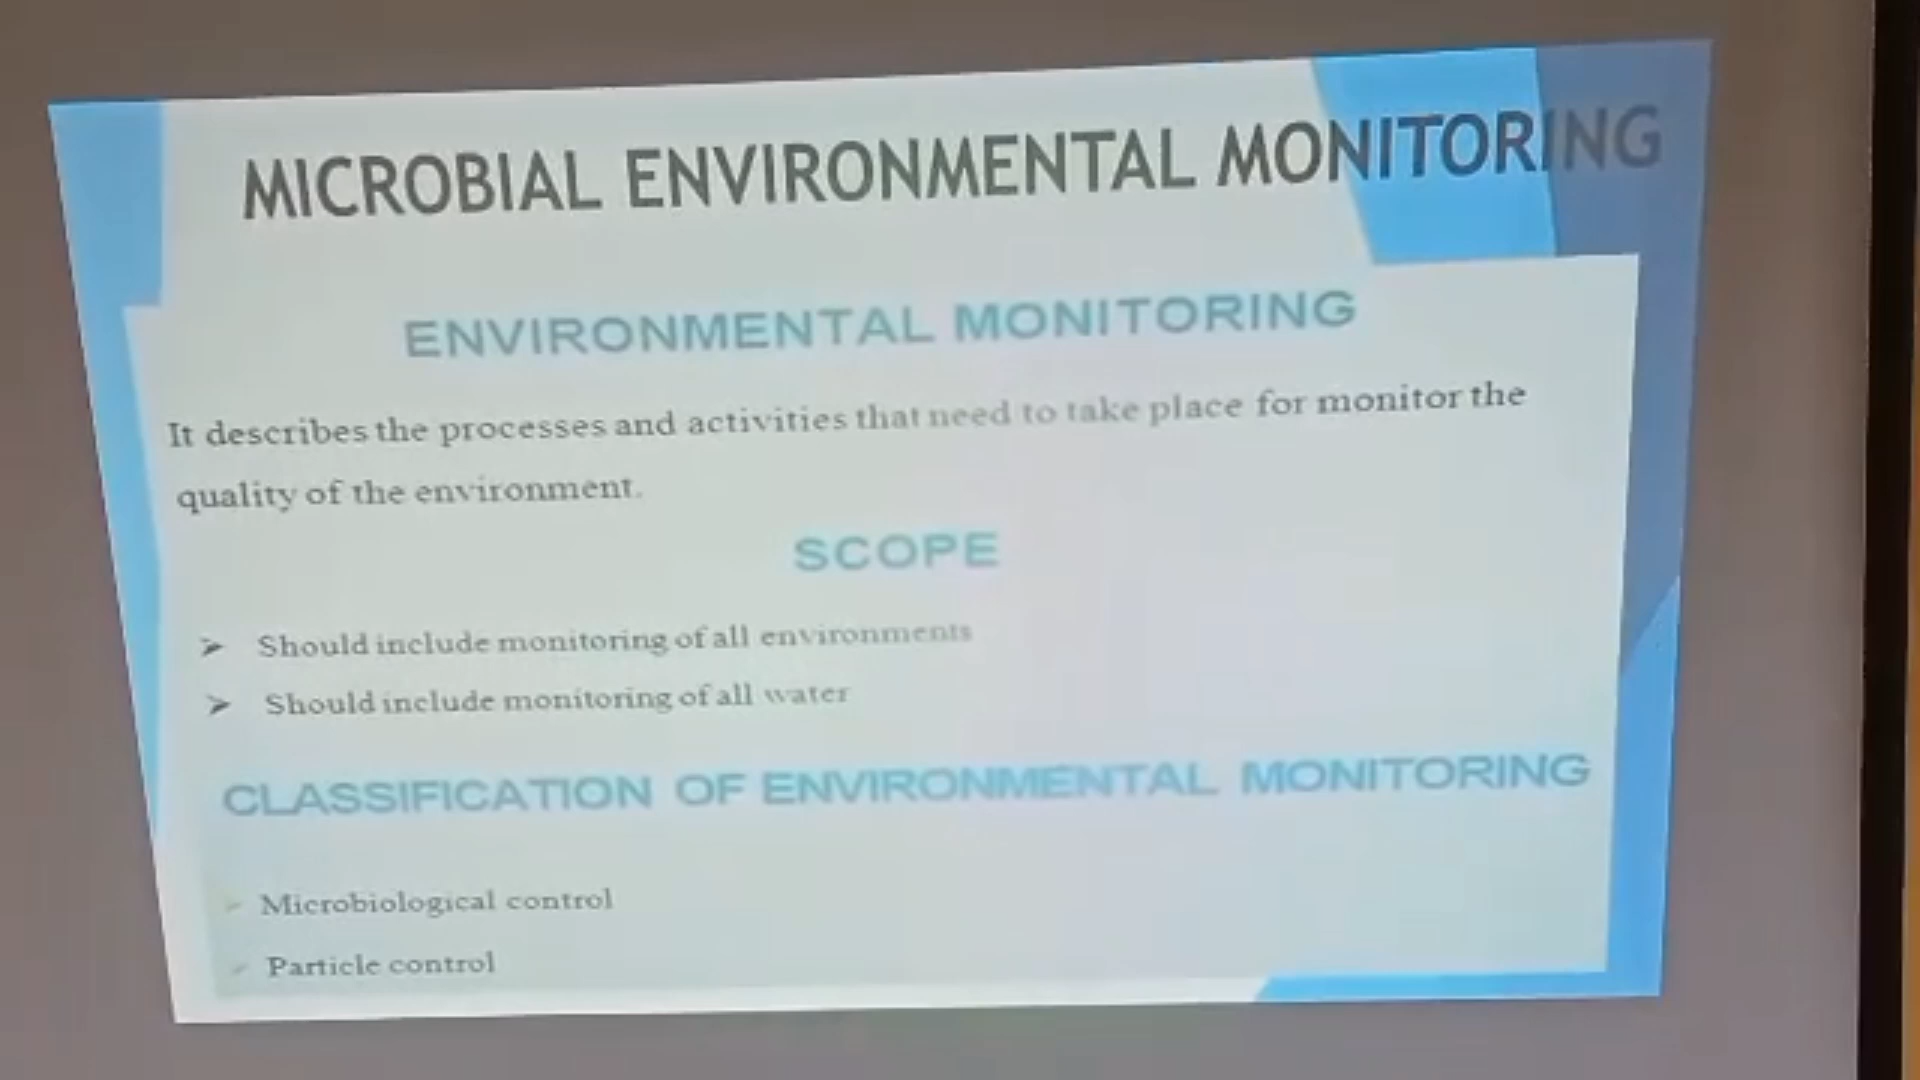 MICROBIAL ENVIRONMENTAL MONITORING
ENVIRONMENTAL MONITORING
It describes the processes and activities that need to take place for monitor the
quality of the environment.
SCOPE
➢ Should include monitoring of all environments
➢ Should include monitoring of all water
CLASSIFICATION OF ENVIRONMENTAL MONITORING
➢ Microbiological control
➢ Particle control